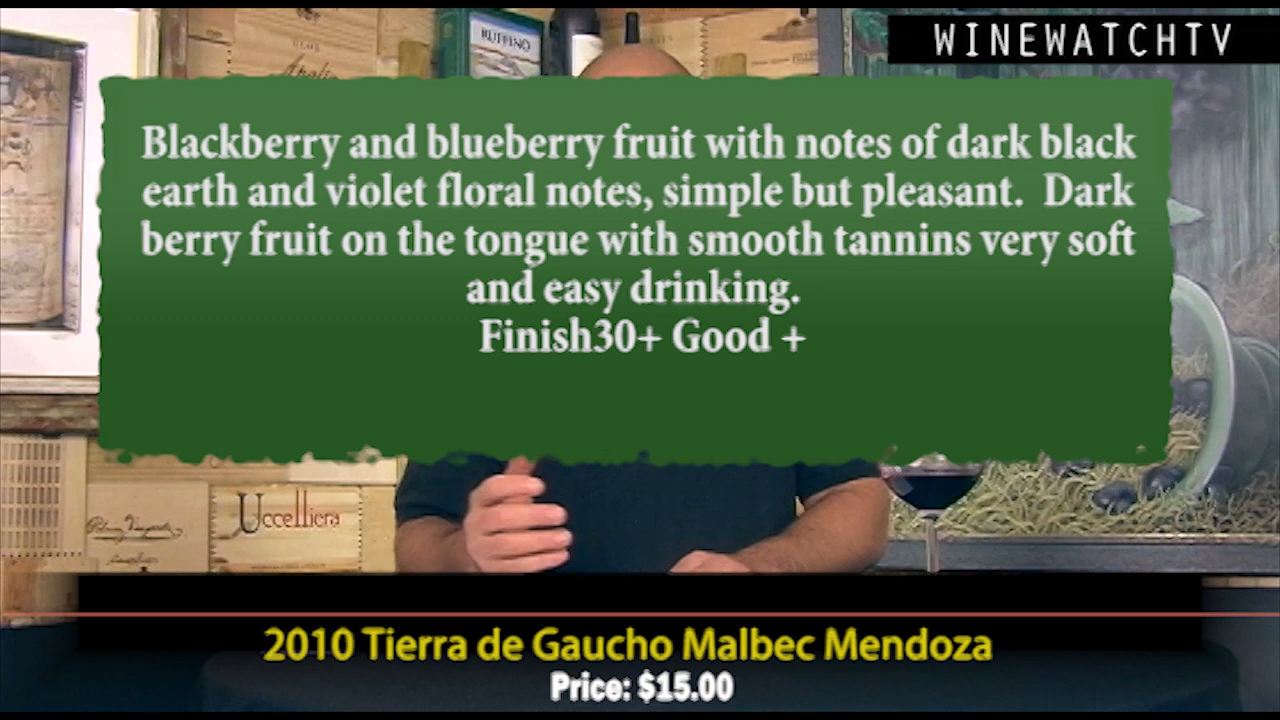 RUFFINO
WINEWATCHTV
Blackberry and blueberry fruit with notes of dark black
earth and violet floral notes, simple but pleasant.  Dark
berry fruit on the tongue with smooth tannins very soft
and easy drinking.
Finish30+ Good +
Uccelliera
2010 Tierra de Gaucho Malbec Mendoza
Price: $15.00